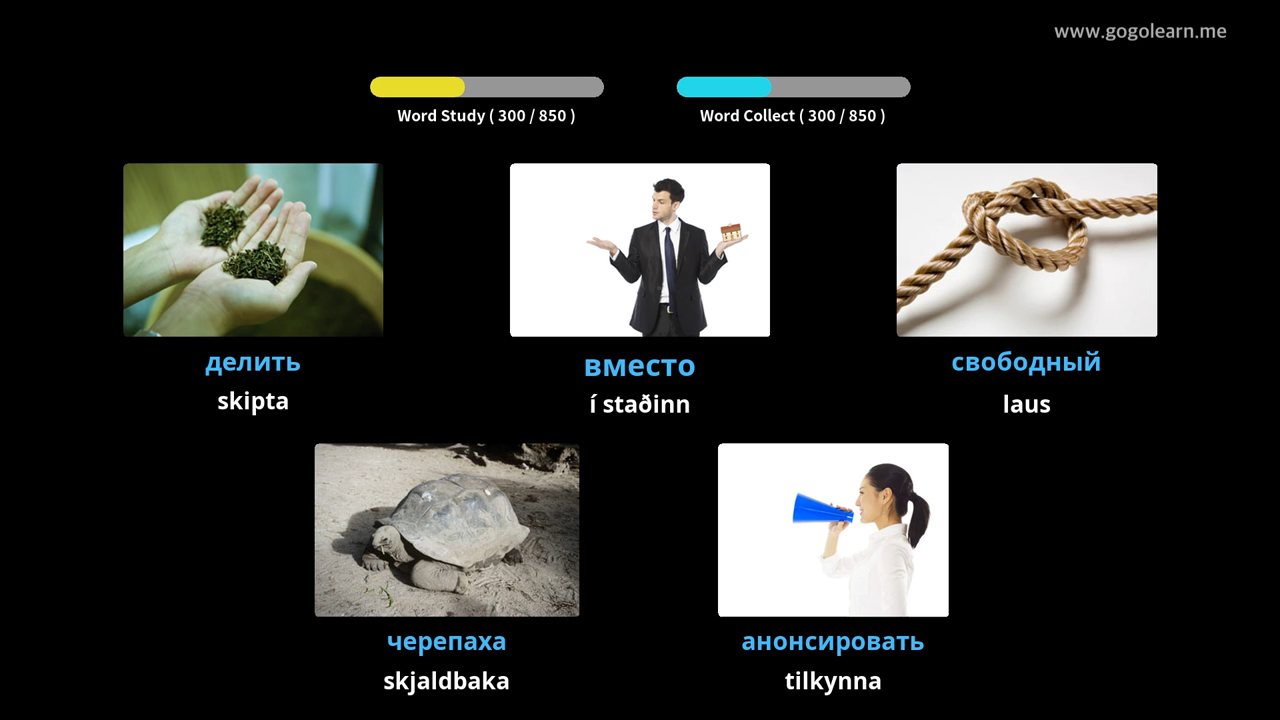 www.gogolearn.me
Word Study ( 300 / 850 )
Word Collect ( 300 / 850 )
делить
skipta
вместо
í staðinn
свободный
laus
черепаха
skjaldbaka
анонсировать
tilkynna